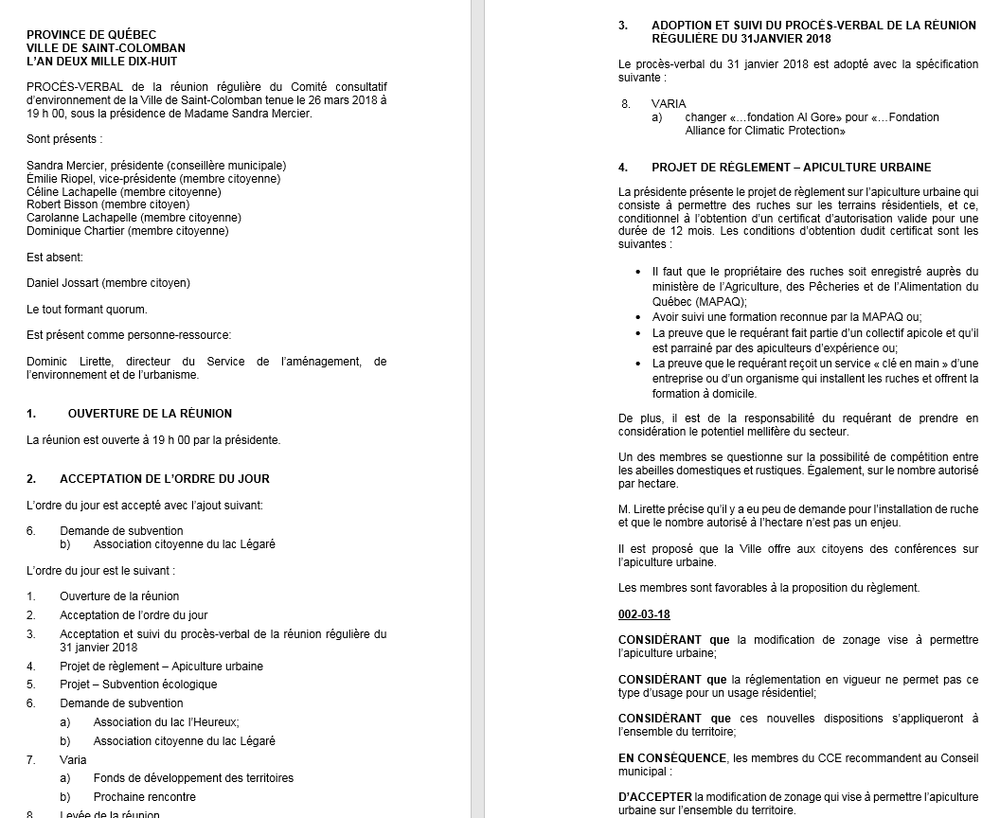 PROVINCE DE QUÉBEC
VILLE DE SAINT-COLOMBAN
L'AN DEUX MILLE DIX-HUIT
PROCÈS-VERBAL de la réunion régulière du Comité consultatif
d'environnement de la Ville de Saint-Colomban tenue le 26 mars 2018 à
19 h 00, sous la présidence de Madame Sandra Mercier.
Sont présents :
Sandra Mercier, présidente (conseillère municipale)
Émilie Riopel, vice-présidente (membre citoyenne)
Céline Lachapelle (membre citoyenne)
Robert Bisson (membre citoyen)
Carolanne Lachapelle (membre citoyenne)
Dominique Chartier (membre citoyenne)
Est absent:
Daniel Jossart (membre citoyen)
Le tout formant quorum.
Est présent comme personne-ressource:
Dominic Lirette, directeur du Service de l'aménagement, de
l'environnement et de l'urbanisme.
1. OUVERTURE DE LA RÉUNION
La réunion est ouverte à 19 h 00 par la présidente.
2. ACCEPTATION DE L'ORDRE DU JOUR
L'ordre du jour est accepté avec l'ajout suivant:
6. Demande de subvention
b) Association citoyenne du lac Légaré
L'ordre du jour est le suivant :
1. Ouverture de la réunion
2. Acceptation de l'ordre du jour
3. Acceptation et suivi du procès-verbal de la réunion régulière du
31 janvier 2018
4. Projet de règlement – Apiculture urbaine
5. Projet – Subvention écologique
6. Demande de subvention
a) Association du lac l'Heureux;
b) Association citoyenne du lac Légaré
7. Varia
a) Fonds de développement des territoires
b) Prochaine rencontre
8. Levée de la réunion
3. ADOPTION ET SUIVI DU PROCÈS-VERBAL DE LA RÉUNION
RÉGULIÈRE DU 31JANVIER 2018
Le procès-verbal du 31 janvier 2018 est adopté avec la spécification
suivante :
8. VARIA
a) changer «…fondation Al Gore» pour «…Fondation
Alliance for Climatic Protection»
4. PROJET DE RÈGLEMENT – APICULTURE URBAINE
La présidente présente le projet de règlement sur l'apiculture urbaine qui
consiste à permettre des ruches sur les terrains résidentiels, et ce,
conditionnel à l'obtention d'un certificat d'autorisation valide pour une
durée de 12 mois. Les conditions d'obtention dudit certificat sont les
suivantes :
• Il faut que le propriétaire des ruches soit enregistré auprès du
ministère de l'Agriculture, des Pêcheries et de l'Alimentation du
Québec (MAPAQ);
• Avoir suivi une formation reconnue par la MAPAQ ou;
• La preuve que le requérant fait partie d'un collectif apicole et qu'il
est parrainé par des apiculteurs d'expérience ou;
• La preuve que le requérant reçoit un service « clé en main » d'une
entreprise ou d'un organisme qui installent les ruches et offrent la
formation à domicile.
De plus, il est de la responsabilité du requérant de prendre en
considération le potentiel mellifère du secteur.
Un des membres se questionne sur la possibilité de compétition entre
les abeilles domestiques et rustiques. Également, sur le nombre autorisé
par hectare.
M. Lirette précise qu'il y a eu peu de demande pour l'installation de ruche
et que le nombre autorisé à l'hectare n'est pas un enjeu.
Il est proposé que la Ville offre aux citoyens des conférences sur
l'apiculture urbaine.
Les membres sont favorables à la proposition du règlement.
002-03-18
CONSIDÉRANT que la modification de zonage vise à permettre
l'apiculture urbaine;
CONSIDÉRANT que la réglementation en vigueur ne permet pas ce
type d'usage pour un usage résidentiel;
CONSIDÉRANT que ces nouvelles dispositions s'appliqueront à
l'ensemble du territoire;
EN CONSÉQUENCE, les membres du CCE recommandent au Conseil
municipal :
D'ACCEPTER la modification de zonage qui vise à permettre l'apiculture
urbaine sur l'ensemble du territoire.